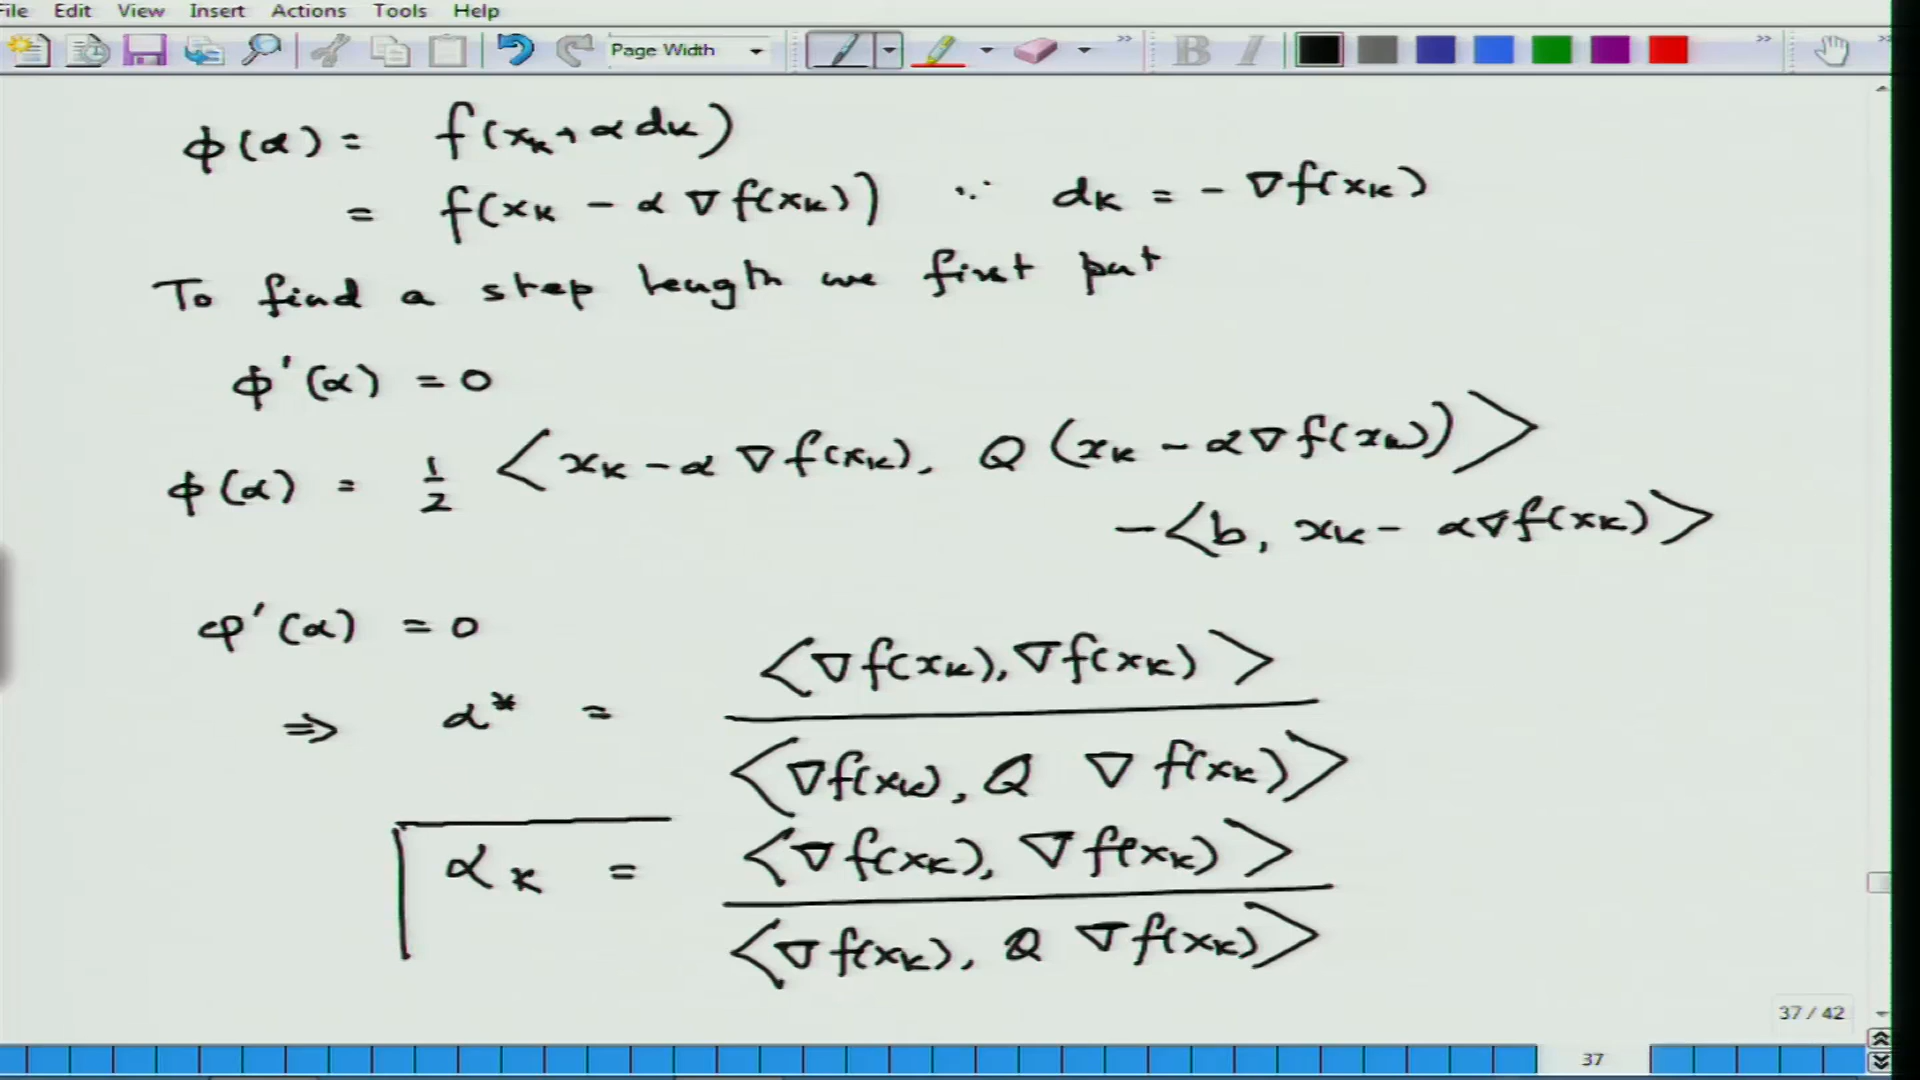 File Edit View Insert Actions Tools Help
Page Width
B I
φ(α) = f(xₖ + α dₖ)
= f(xₖ − α ∇f(xₖ)) ∵ dₖ = − ∇f(xₖ)
To find a step length we first put
φ'(α) = 0
φ(α) = 1/2 <xₖ − α ∇f(xₖ), Q (xₖ − α∇f(xₖ))>
− <b, xₖ − α∇f(xₖ)>
φ'(α) = 0
⇒ α* = <∇f(xₖ), ∇f(xₖ)> / <∇f(xₖ), Q ∇f(xₖ)>
αₖ = <∇f(xₖ), ∇f(xₖ)> / <∇f(xₖ), Q ∇f(xₖ)>
37 / 42
37